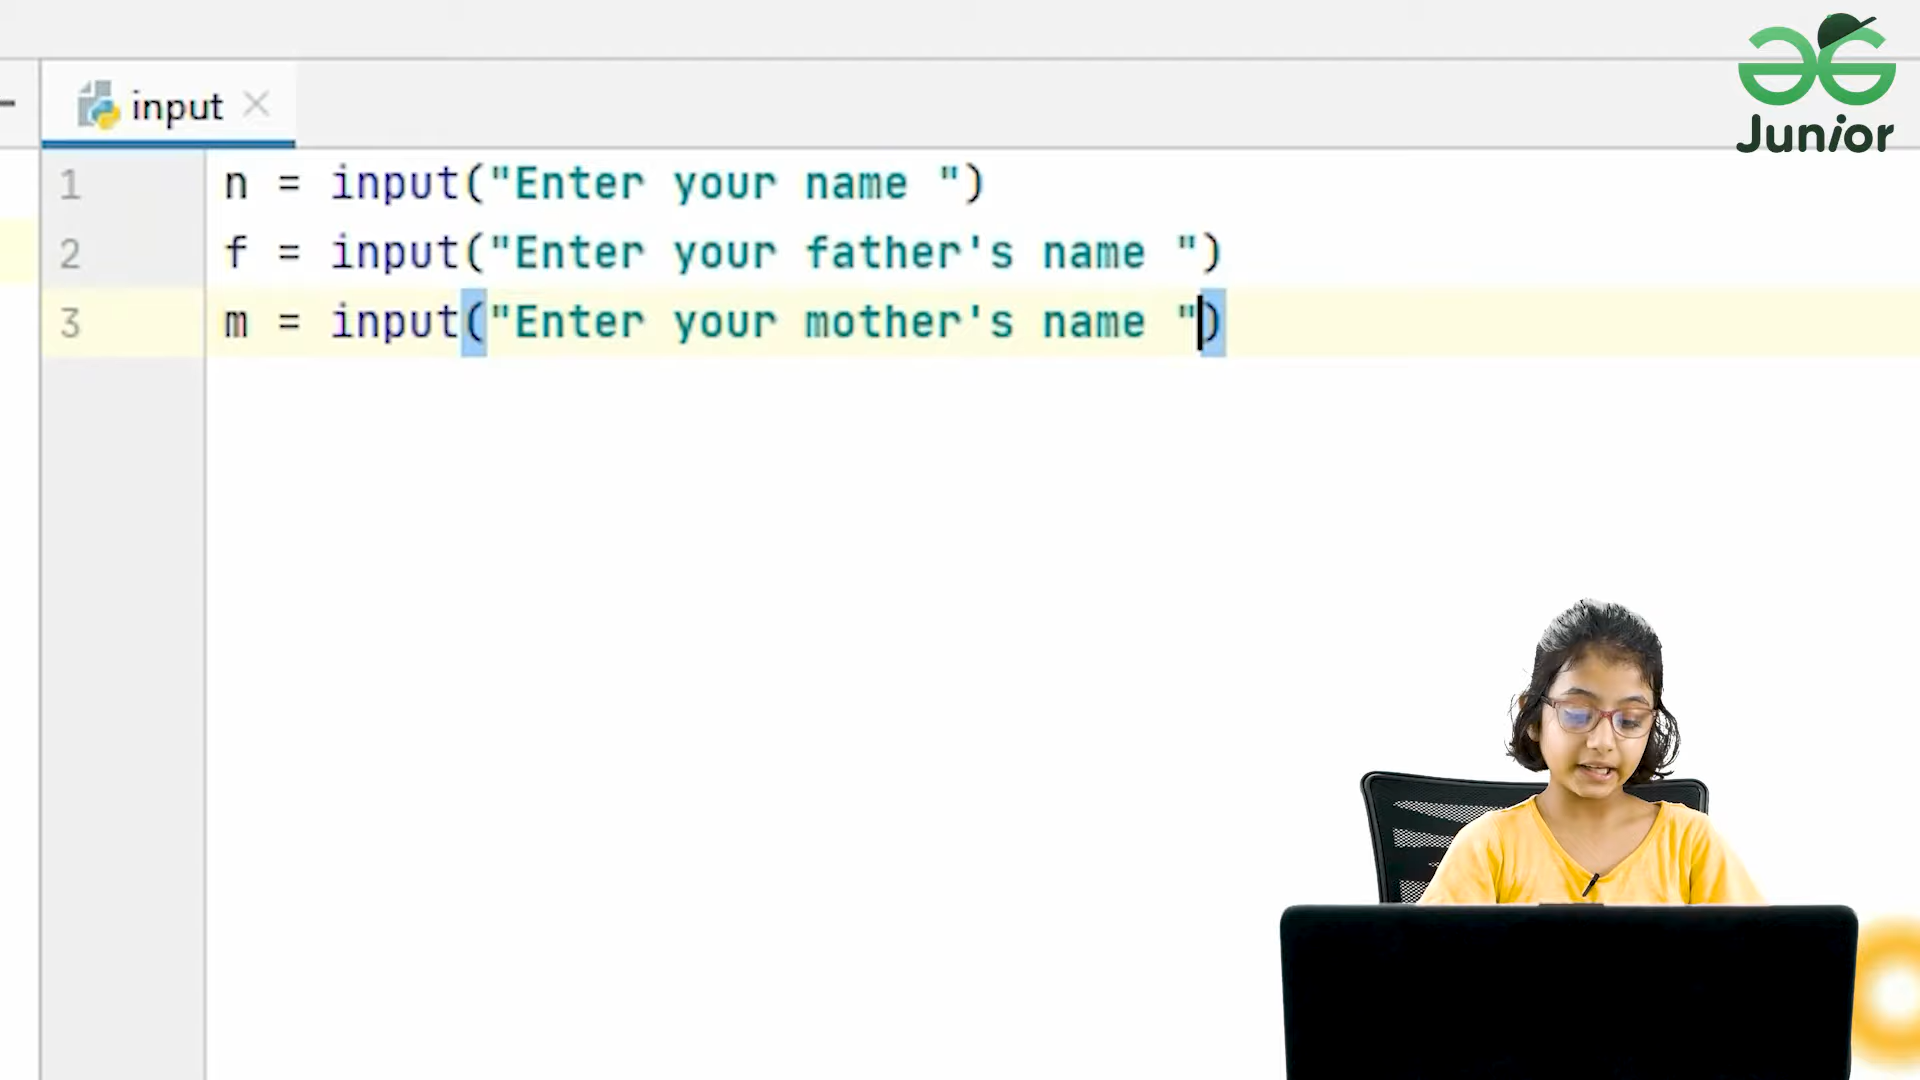 Junior
input
1 n = input("Enter your name ")
2 f = input("Enter your father's name ")
3 m = input("Enter your mother's name ")